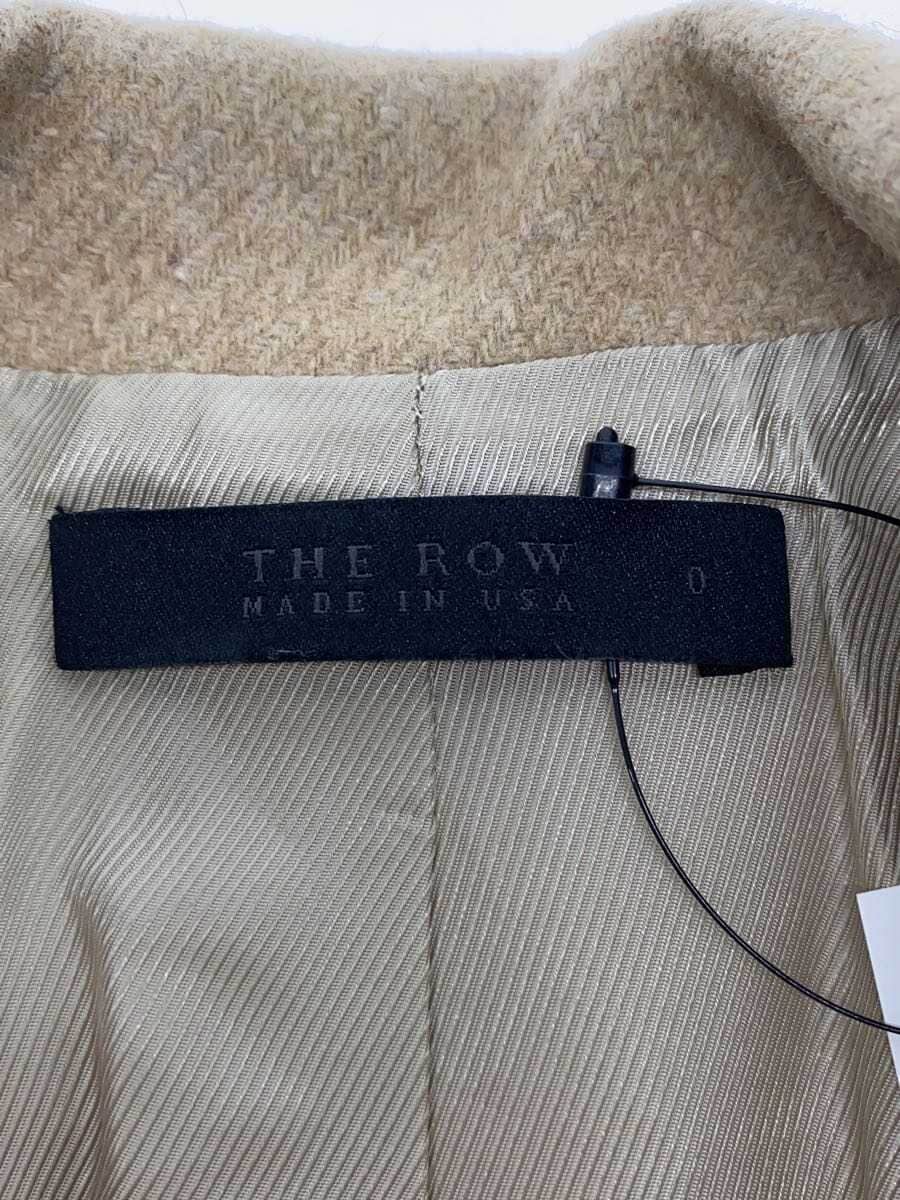 THE ROW
MADE IN USA
0